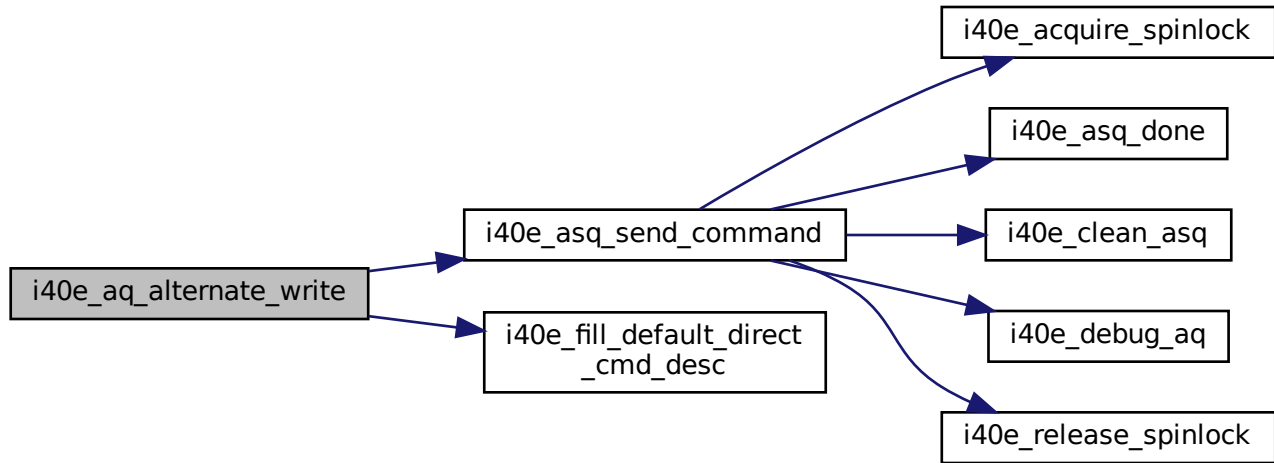 i40e_acquire_spinlock
i40e_asq_done
i40e_asq_send_command
i40e_clean_asq
i40e_aq_alternate_write
i40e_fill_default_direct
_cmd_desc
i40e_debug_aq
i40e_release_spinlock